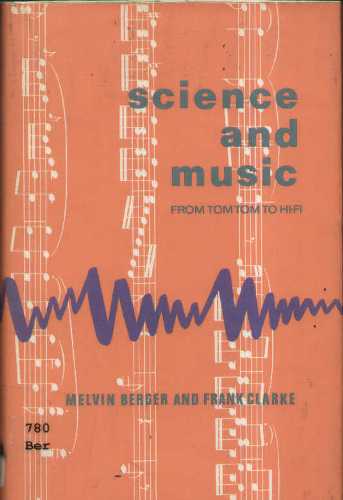 science
and
music
FROM TOM TOM TO HI-FI
MELVIN BERGER AND FRANK CLARKE
780
Ber